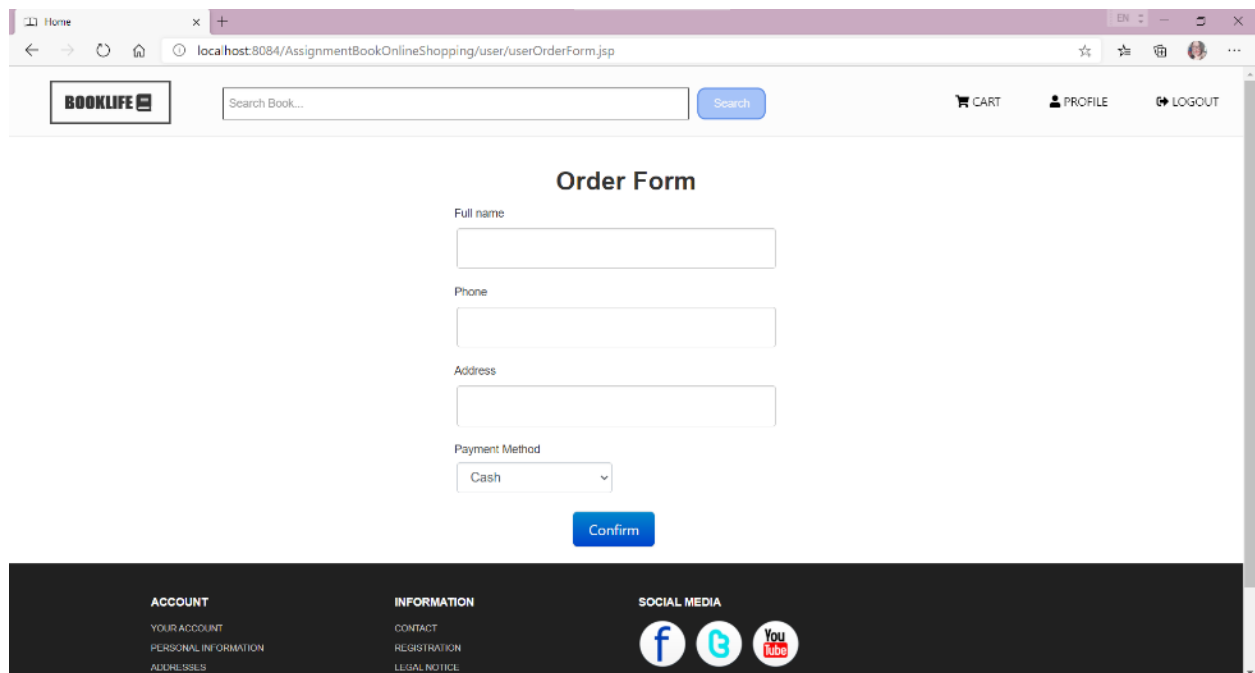 Home
EN
localhost:8084/AssignmentBookOnlineShopping/user/userOrderForm.jsp
BOOKLIFE
Search Book...
Search
CART
PROFILE
LOGOUT
Order Form
Full name
Phone
Address
Payment Method
Cash
Confirm
ACCOUNT
INFORMATION
SOCIAL MEDIA
YOUR ACCOUNT
CONTACT
PERSONAL INFORMATION
REGISTRATION
ADDRESSES
LEGAL NOTICE
f
t
You
Tube